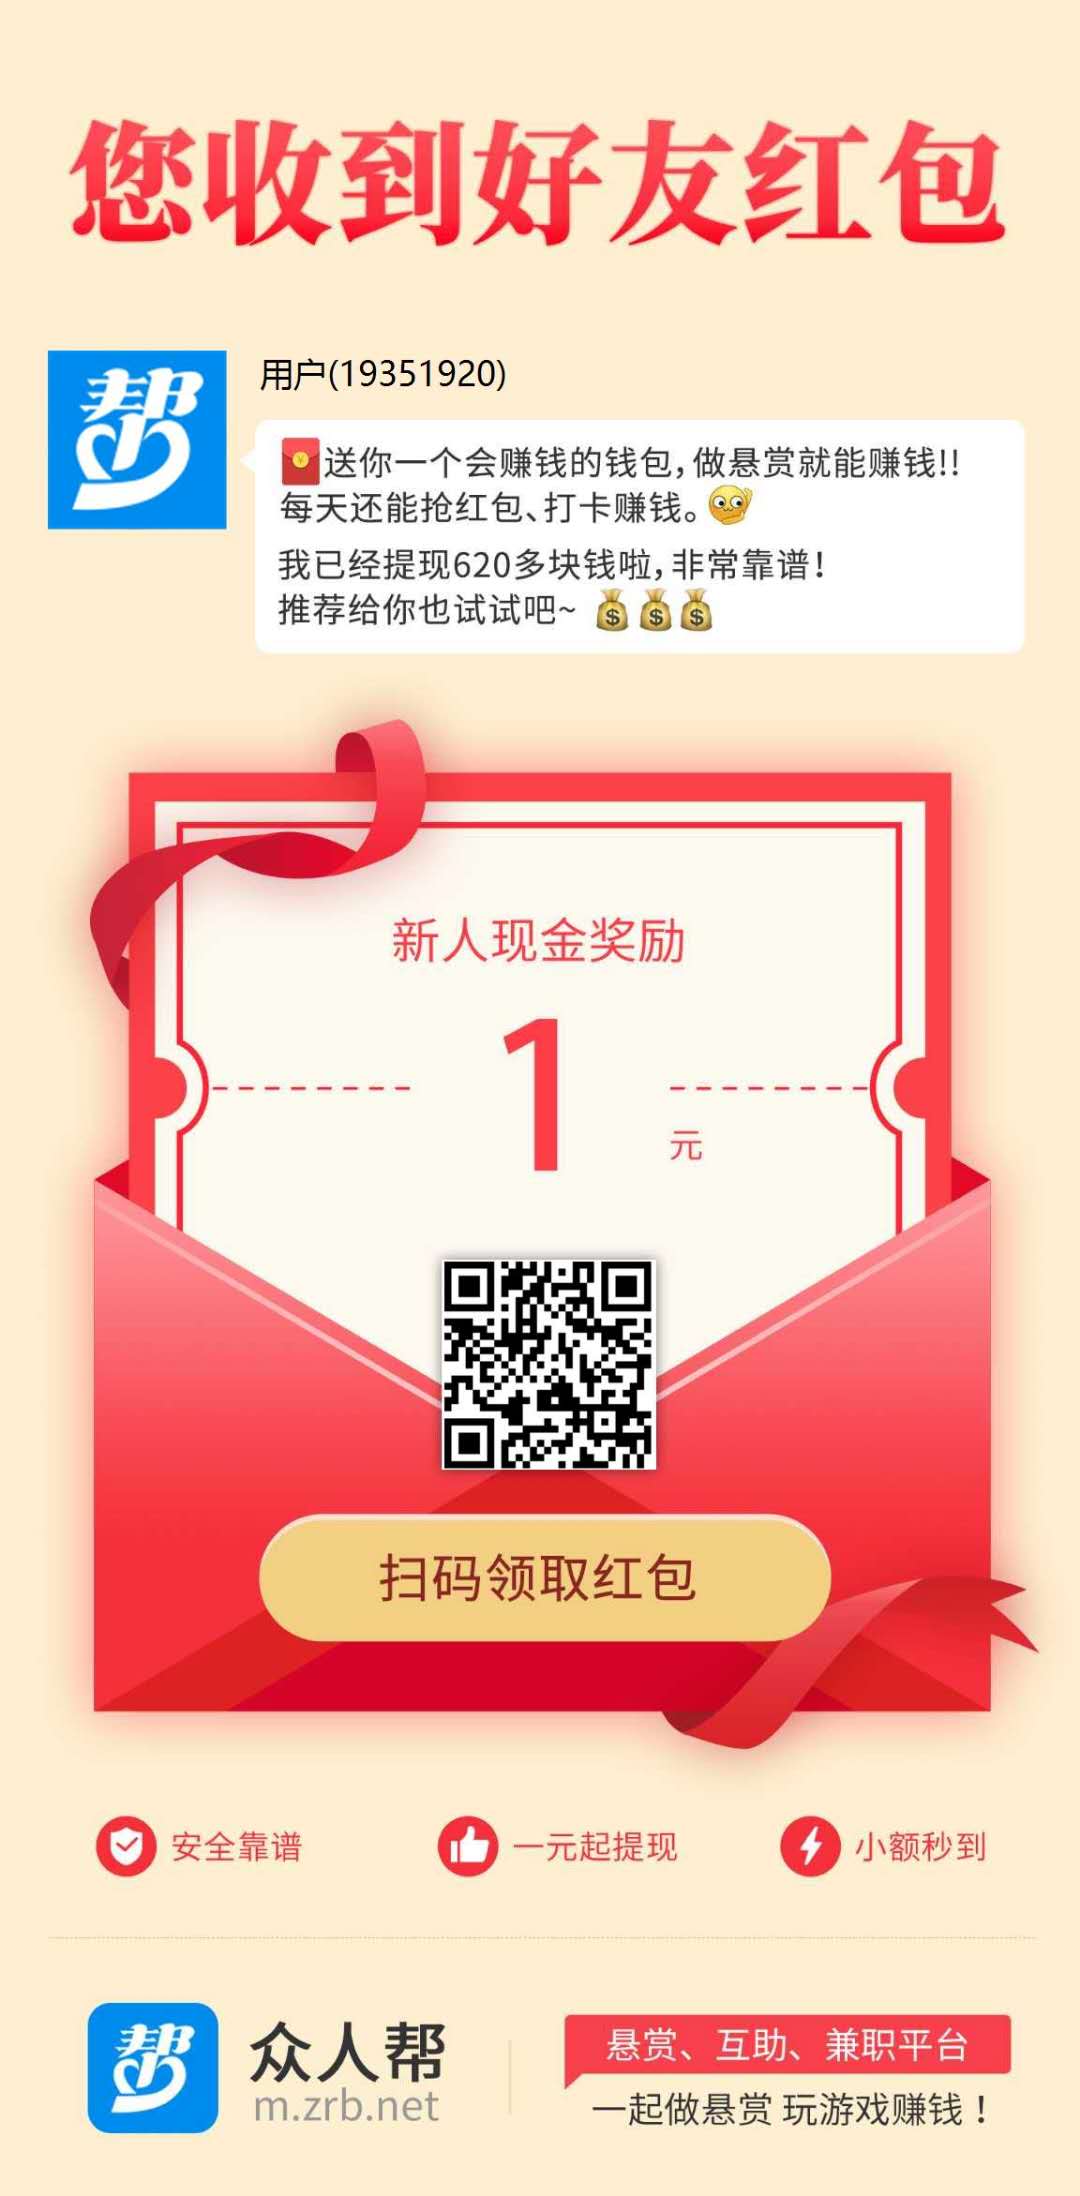 您收到好友红包
帮
用户(19351920)
送你一个会赚钱的钱包,做悬赏就能赚钱!!
每天还能抢红包、打卡赚钱。
我已经提现620多块钱啦,非常靠谱!
推荐给你也试试吧~
新人现金奖励
1
元
扫码领取红包
安全靠谱
一元起提现
小额秒到
帮
众人帮
m.zrb.net
悬赏、互助、兼职平台
一起做悬赏 玩游戏赚钱！